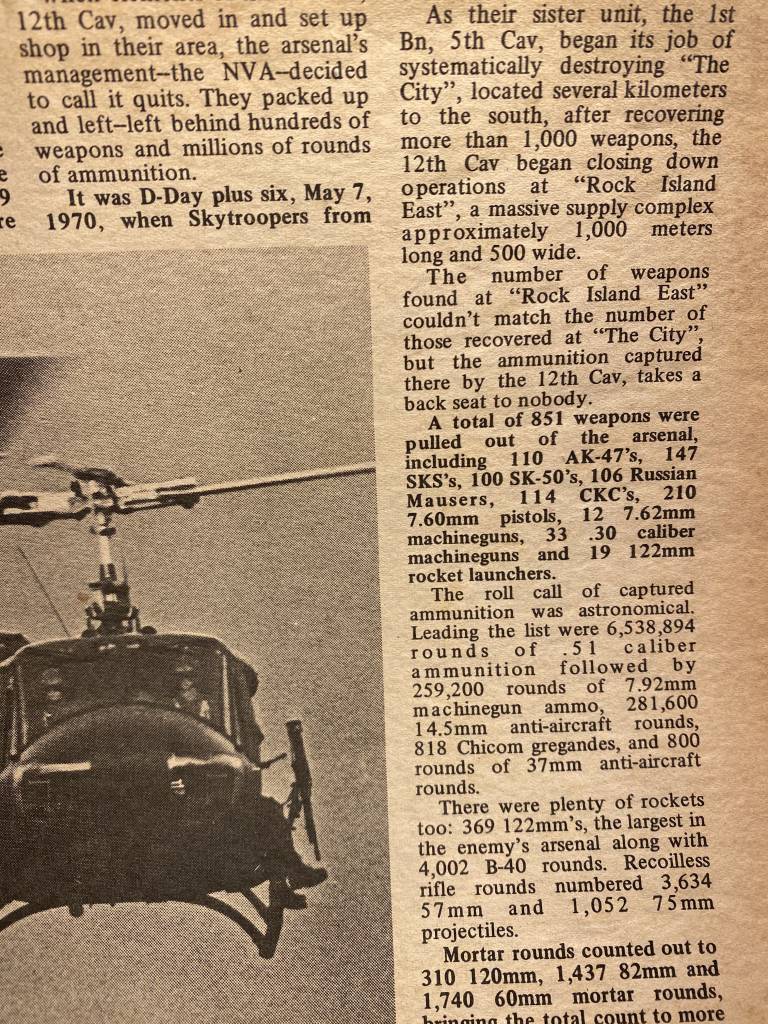 12th Cav, moved in and set up
shop in their area, the arsenal's
management--the NVA--decided
to call it quits. They packed up
and left--left behind hundreds of
weapons and millions of rounds
of ammunition.
It was D-Day plus six, May 7,
1970, when Skytroopers from
As their sister unit, the 1st
Bn, 5th Cav, began its job of
systematically destroying "The
City", located several kilometers
to the south, after recovering
more than 1,000 weapons, the
12th Cav began closing down
operations at "Rock Island
East", a massive supply complex
approximately 1,000 meters
long and 500 wide.
The number of weapons
found at "Rock Island East"
couldn't match the number of
those recovered at "The City",
but the ammunition captured
there by the 12th Cav, takes a
back seat to nobody.
A total of 851 weapons were
pulled out of the arsenal,
including 110 AK-47's, 147
SKS's, 100 SK-50's, 106 Russian
Mausers, 114 CKC's, 210
7.60mm pistols, 12 7.62mm
machineguns, 33 .30 caliber
machineguns and 19 122mm
rocket launchers.
The roll call of captured
ammunition was astronomical.
Leading the list were 6,538,894
rounds of .51 caliber
ammunition followed by
259,200 rounds of 7.92mm
machinegun ammo, 281,600
14.5mm anti-aircraft rounds,
818 Chicom gregandes, and 800
rounds of 37mm anti-aircraft
rounds.
There were plenty of rockets
too: 369 122mm's, the largest in
the enemy's arsenal along with
4,002 B-40 rounds. Recoilless
rifle rounds numbered 3,634
57mm and 1,052 75mm
projectiles.
Mortar rounds counted out to
310 120mm, 1,437 82mm and
1,740 60mm mortar rounds,
bringing the total count to more